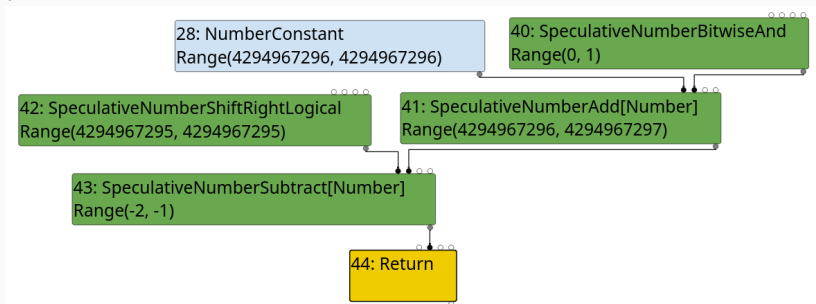 28: NumberConstant
Range(4294967296, 4294967296)
40: SpeculativeNumberBitwiseAnd
Range(0, 1)
42: SpeculativeNumberShiftRightLogical
Range(4294967295, 4294967295)
41: SpeculativeNumberAdd[Number]
Range(4294967296, 4294967297)
43: SpeculativeNumberSubtract[Number]
Range(-2, -1)
44: Return